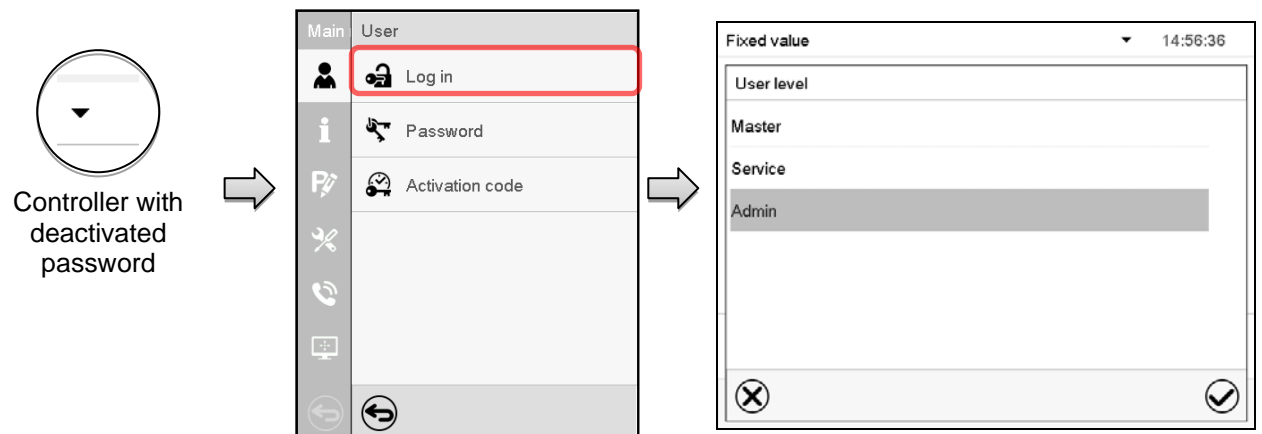 Controller with
deactivated
password
Main
User
Log in
Password
Activation code
Fixed value
14:56:36
User level
Master
Service
Admin